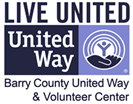 LIVE UNITED
United
Way
Barry County United Way
& Volunteer Center